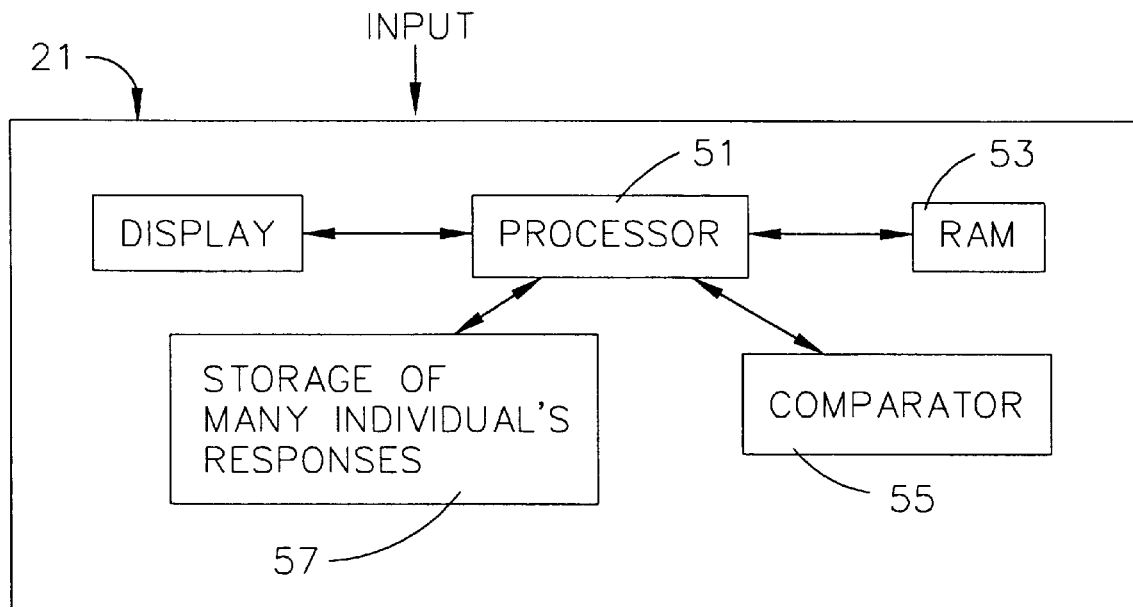 INPUT
21
51
53
DISPLAY
PROCESSOR
RAM
STORAGE OF
MANY INDIVIDUAL'S
RESPONSES
COMPARATOR
55
57